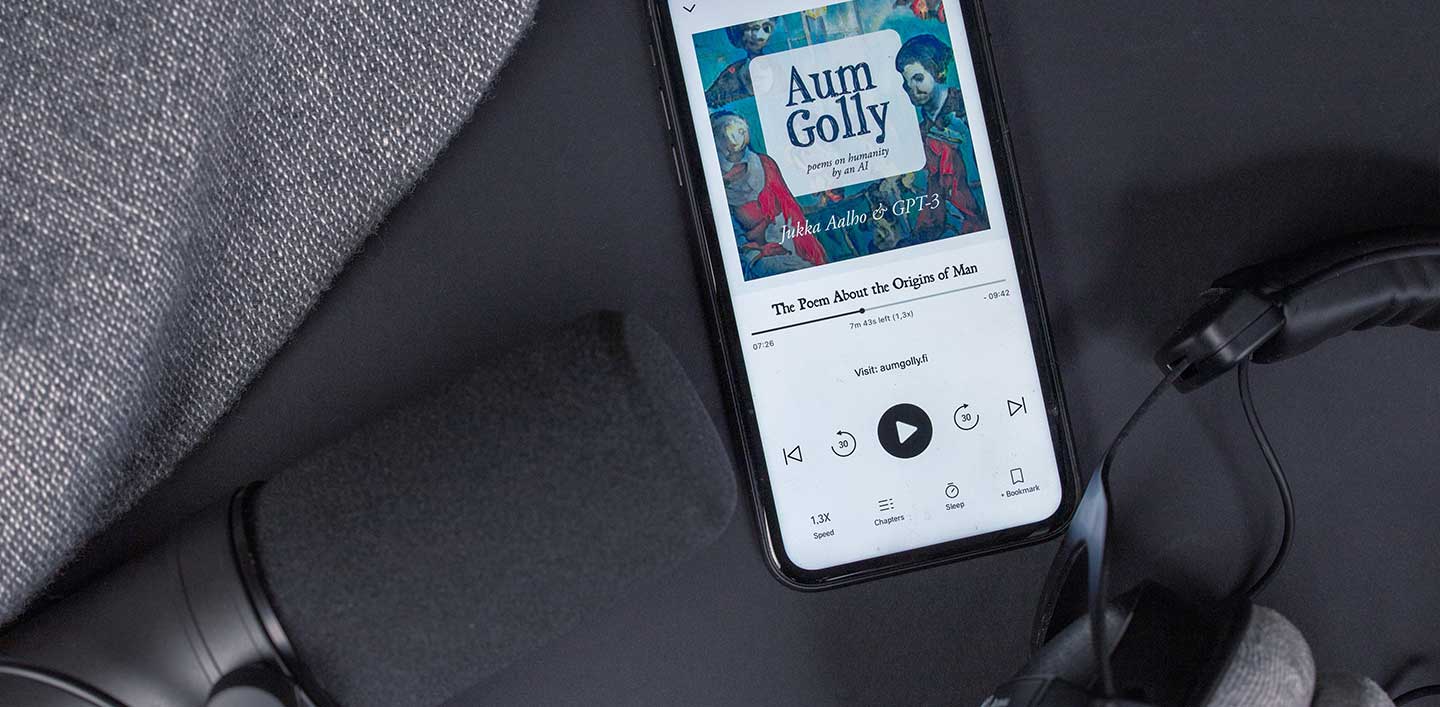 Aum
Golly
poems on humanity
by an AI
Jukka Aalho & GPT-3
The Poem About the Origins of Man
07:26
7m 43s left (1,3x)
- 09:42
Visit: aumgolly.fi
30
30
1,3X
Speed
Chapters
Sleep
+ Bookmark